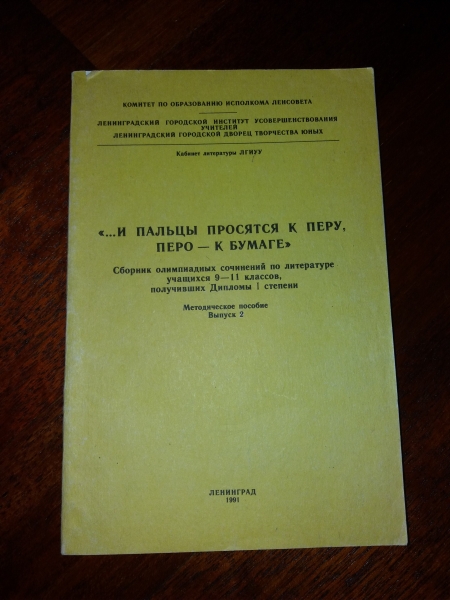 КОМИТЕТ ПО ОБРАЗОВАНИЮ ИСПОЛКОМА ЛЕНСОВЕТА
ЛЕНИНГРАДСКИЙ ГОРОДСКОЙ ИНСТИТУТ УСОВЕРШЕНСТВОВАНИЯ
УЧИТЕЛЕЙ
ЛЕНИНГРАДСКИЙ ГОРОДСКОЙ ДВОРЕЦ ТВОРЧЕСТВА ЮНЫХ
Кабинет литературы ЛГИУУ
«...И ПАЛЬЦЫ ПРОСЯТСЯ К ПЕРУ,
ПЕРО — К БУМАГЕ»
Сборник олимпиадных сочинений по литературе
учащихся 9—11 классов,
получивших Дипломы I степени
Методическое пособие
Выпуск 2
ЛЕНИНГРАД
1991